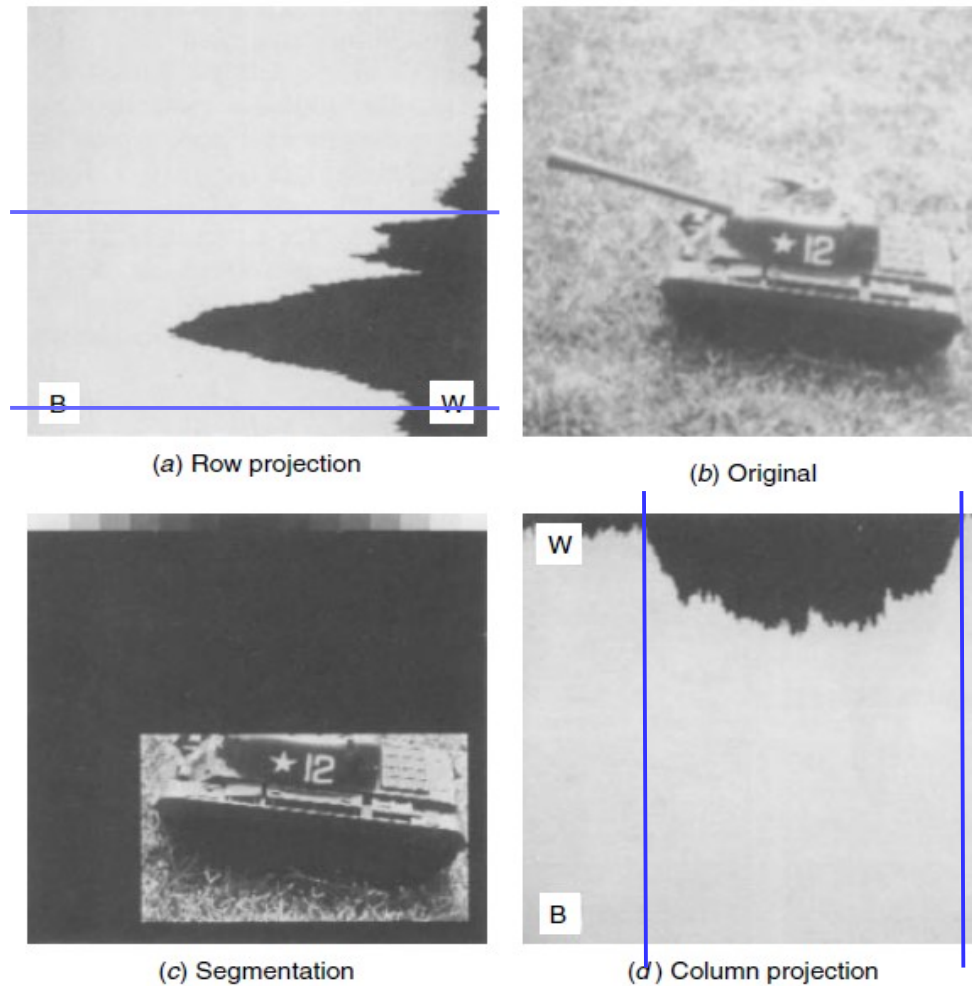 B
W
(a) Row projection
★12
(b) Original
★12
(c) Segmentation
W
B
(d) Column projection